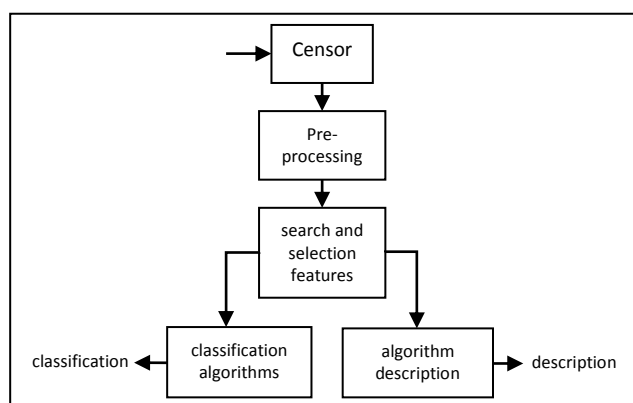 Censor
Pre-
processing
search and
selection
features
classification
classification
algorithms
algorithm
description
description